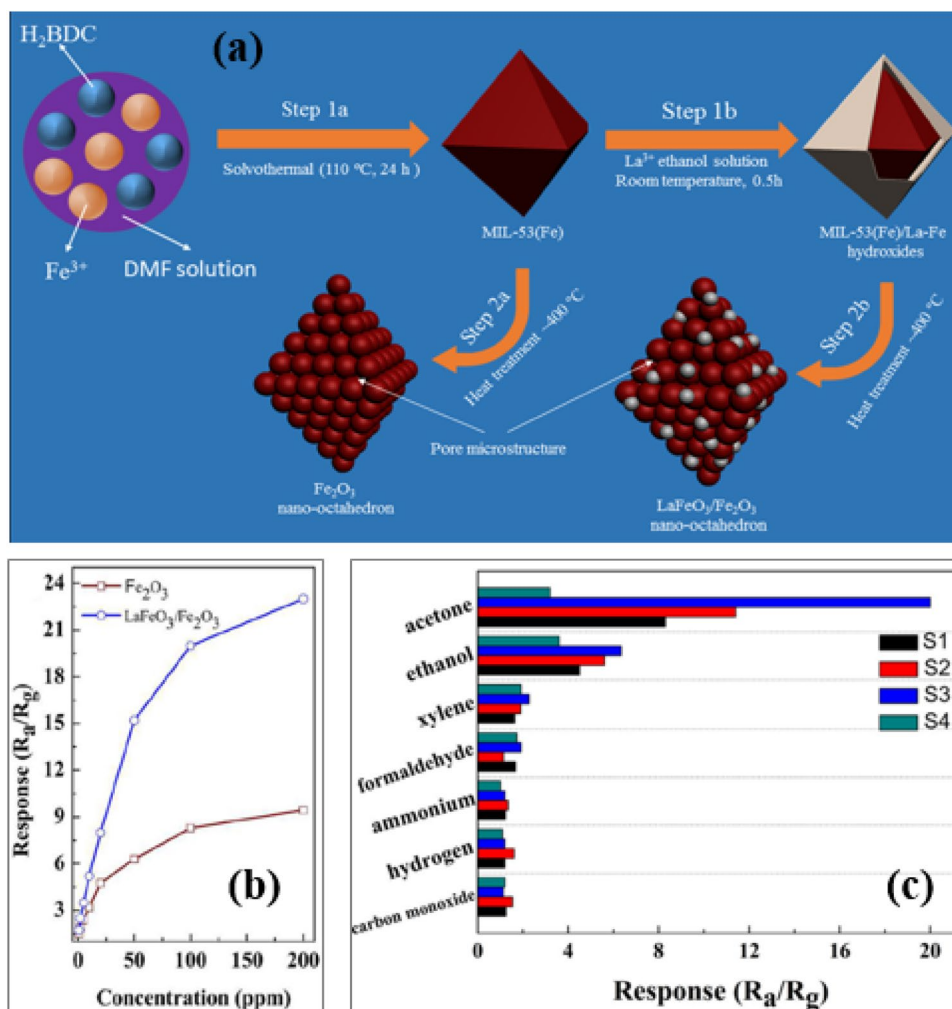 H₂BDC
(a)
Step 1a
Solvothermal (110 ºC, 24 h )
Step 1b
La³⁺ ethanol solution
Room temperature, 0.5h
Fe³⁺
DMF solution
MIL-53(Fe)
MIL-53(Fe)/La-Fe
hydroxides
Step 2a
Heat treatment ~400 ºC
Step 2b
Heat treatment ~400 ºC
Pore microstructure
Fe₂O₃
nano-octahedron
LaFeO₃/Fe₂O₃
nano-octahedron
Response (Rₐ/R_g)
24
21
18
15
12
9
6
3
Fe₂O₃
LaFeO₃/Fe₂O₃
(b)
0 50 100 150 200
Concentration (ppm)
acetone
ethanol
xylene
formaldehyde
ammonium
hydrogen
carbon monoxide
S1
S2
S3
S4
(c)
0 4 8 12 16 20
Response (Rₐ/R_g)